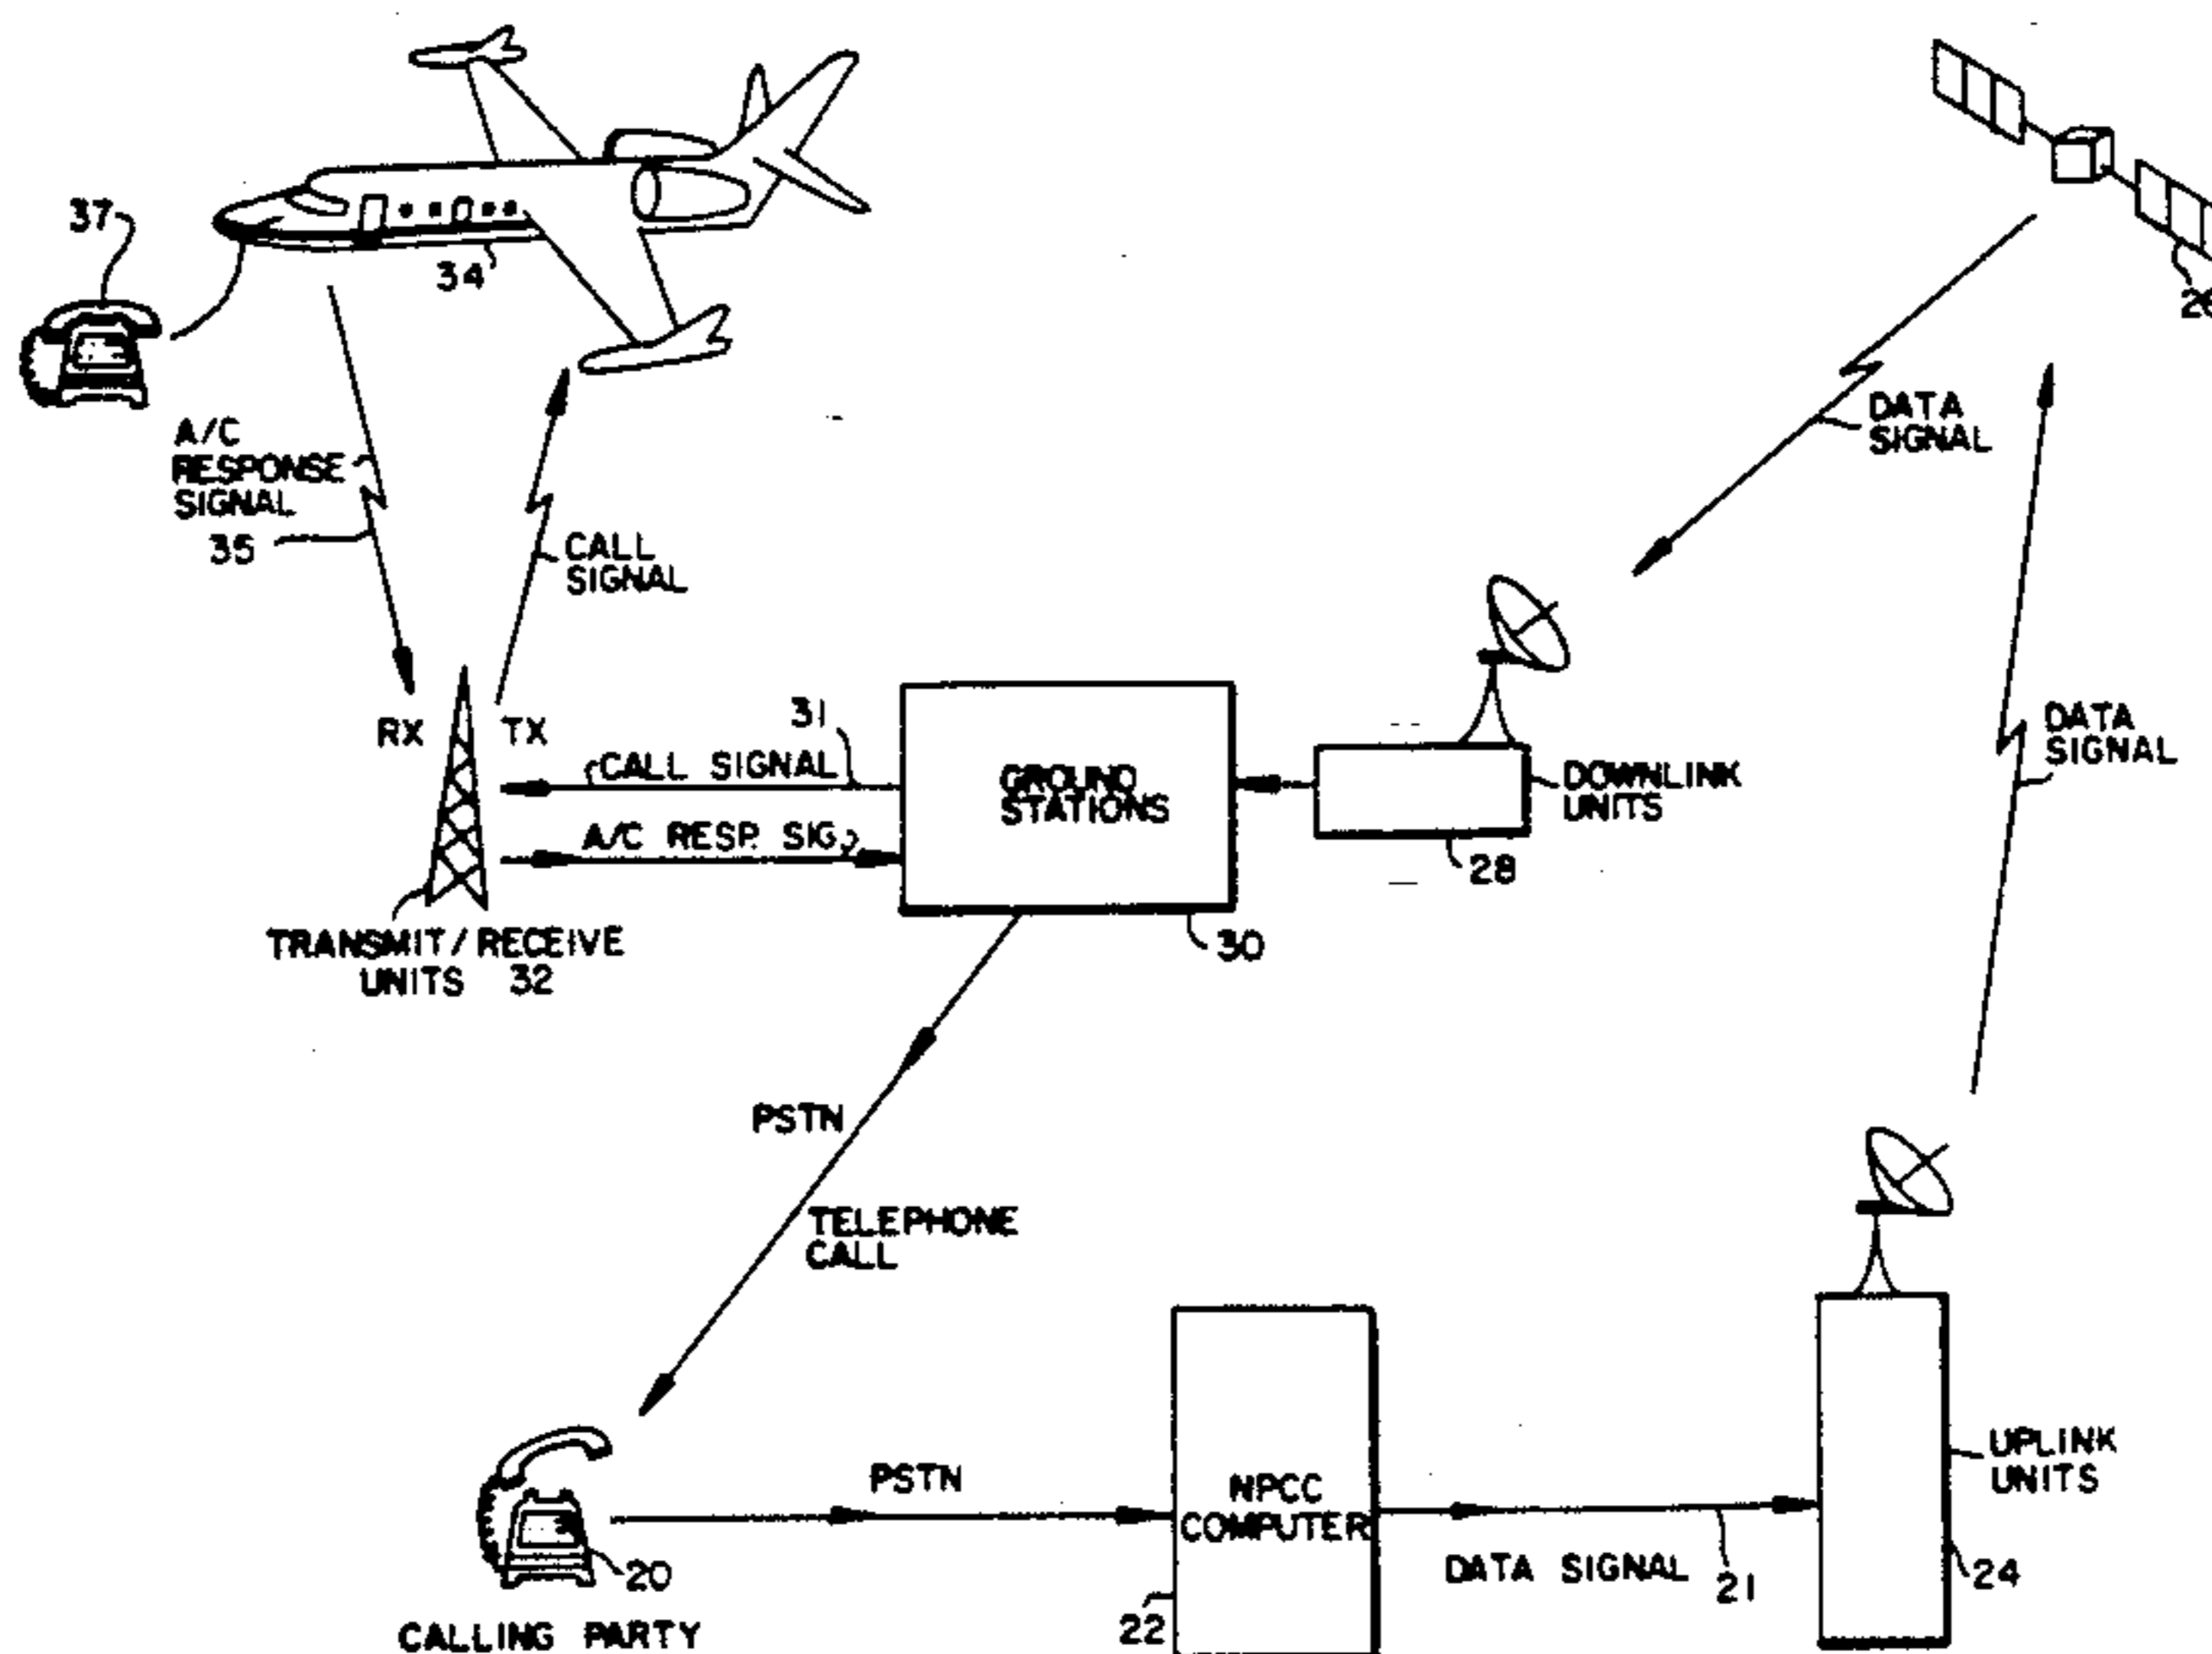 37
34
A/C
RESPONSE
SIGNAL
35
CALL
SIGNAL
DATA
SIGNAL
RX
TX
31
CALL SIGNAL
A/C RESP. SIG.
GROUND
STATIONS
DOWNLINK
UNITS
28
30
DATA
SIGNAL
TRANSMIT / RECEIVE
UNITS 32
PSTN
TELEPHONE
CALL
PSTN
NPCC
COMPUTER
DATA SIGNAL 21
UPLINK
UNITS
24
20
22
CALLING PARTY